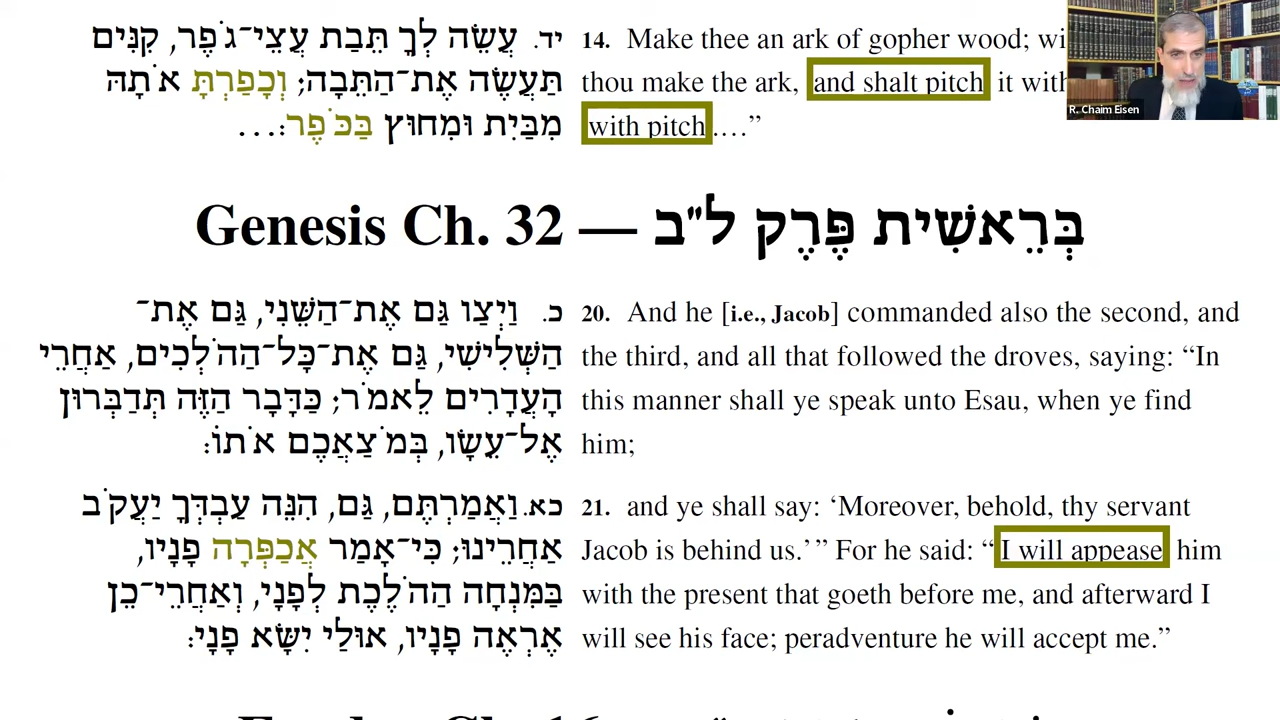 יד. עֲשֵׂה לְךָ תֵּבַת עֲצֵי־גֹפֶר, קִנִּים
תַּעֲשֶׂה אֶת־הַתֵּבָה; וְכָפַרְתָּ אֹתָהּ
מִבַּיִת וּמִחוּץ בַּכֹּפֶר:...
14. Make thee an ark of gopher wood; wi
thou make the ark, and shalt pitch it with
with pitch….”
R. Chaim Eisen
Genesis Ch. 32 — בְּרֵאשִׁית פֶּרֶק ל"ב
כ. וַיְצַו גַּם אֶת־הַשֵּׁנִי, גַּם אֶת־
הַשְּׁלִישִׁי, גַּם אֶת־כָּל־הַהֹלְכִים, אַחֲרֵי
הָעֲדָרִים לֵאמֹר; כַּדָּבָר הַזֶּה תְּדַבְּרוּן
אֶל־עֵשָׂו, בְּמֹצַאֲכֶם אֹתוֹ:
20. And he [i.e., Jacob] commanded also the second, and
the third, and all that followed the droves, saying: “In
this manner shall ye speak unto Esau, when ye find
him;
כא. וַאֲמַרְתֶּם, גַּם, הִנֵּה עַבְדְּךָ יַעֲקֹב
אַחֲרֵינוּ; כִּי־אָמַר אֲכַפְּרָה פָנָיו,
בַּמִּנְחָה הַהֹלֶכֶת לְפָנָי, וְאַחֲרֵי־כֵן
אֶרְאֶה פָנָיו, אוּלַי יִשָּׂא פָנָי:
21. and ye shall say: ‘Moreover, behold, thy servant
Jacob is behind us.’” For he said: “I will appease him
with the present that goeth before me, and afterward I
will see his face; peradventure he will accept me.”